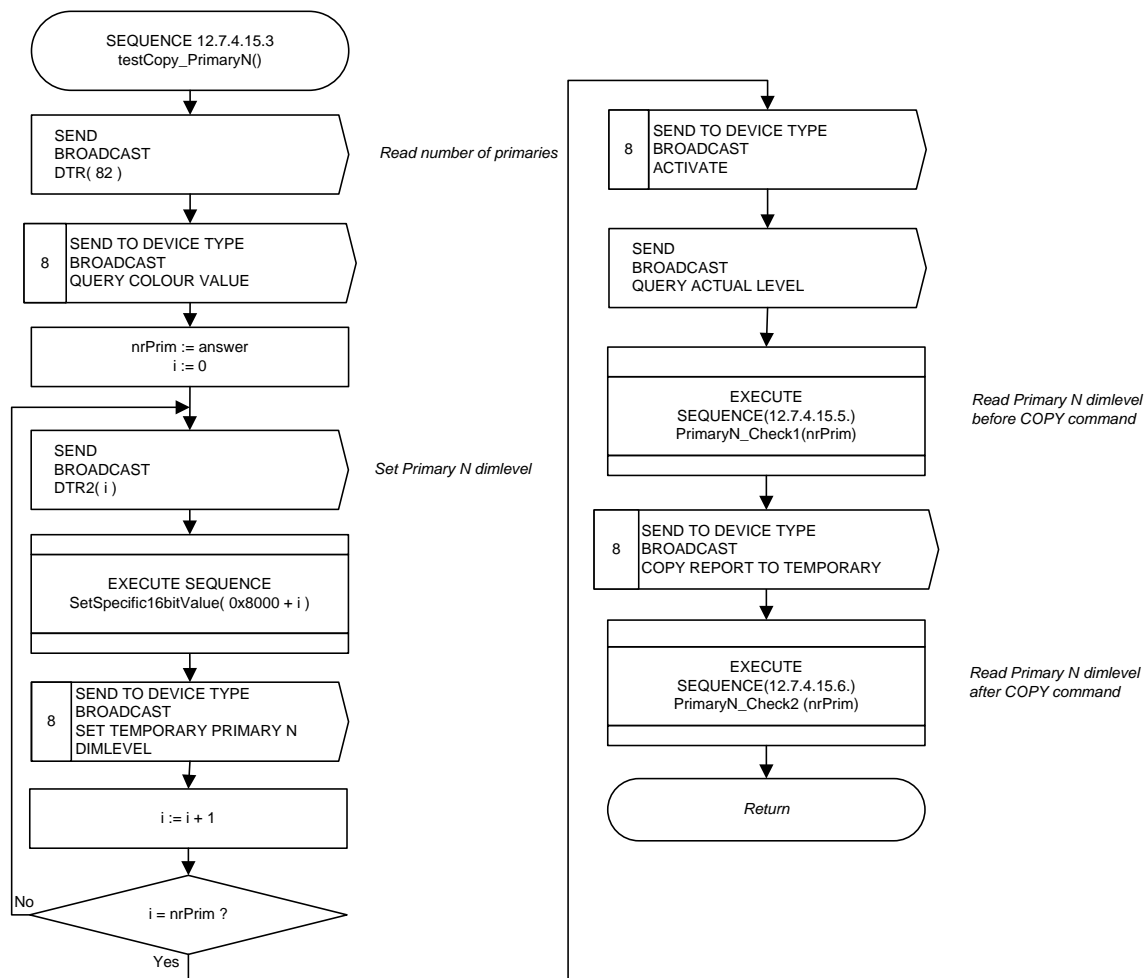 SEQUENCE 12.7.4.15.3
testCopy_PrimaryN()
SEND
BROADCAST
DTR( 82 )
Read number of primaries
8
SEND TO DEVICE TYPE
BROADCAST
QUERY COLOUR VALUE
nrPrim := answer
i := 0
SEND
BROADCAST
DTR2( i )
Set Primary N dimlevel
EXECUTE SEQUENCE
SetSpecific16bitValue( 0x8000 + i )
8
SEND TO DEVICE TYPE
BROADCAST
SET TEMPORARY PRIMARY N
DIMLEVEL
i := i + 1
No
i = nrPrim ?
Yes
8
SEND TO DEVICE TYPE
BROADCAST
ACTIVATE
SEND
BROADCAST
QUERY ACTUAL LEVEL
EXECUTE
SEQUENCE(12.7.4.15.5.)
PrimaryN_Check1(nrPrim)
Read Primary N dimlevel
before COPY command
8
SEND TO DEVICE TYPE
BROADCAST
COPY REPORT TO TEMPORARY
EXECUTE
SEQUENCE(12.7.4.15.6.)
PrimaryN_Check2 (nrPrim)
Read Primary N dimlevel
after COPY command
Return